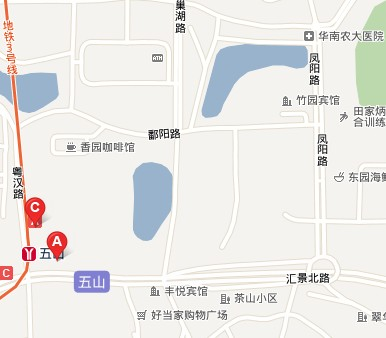 巢湖路
地铁3号线
华南农大医院
凤阳路
竹园宾馆
田家炳
合训练
鄱阳路
香园咖啡馆
凤阳路
粤汉路
东园海鲜
C
A
五山
C
五山
汇景北路
丰悦宾馆
茶山小区
好当家购物广场
翠华